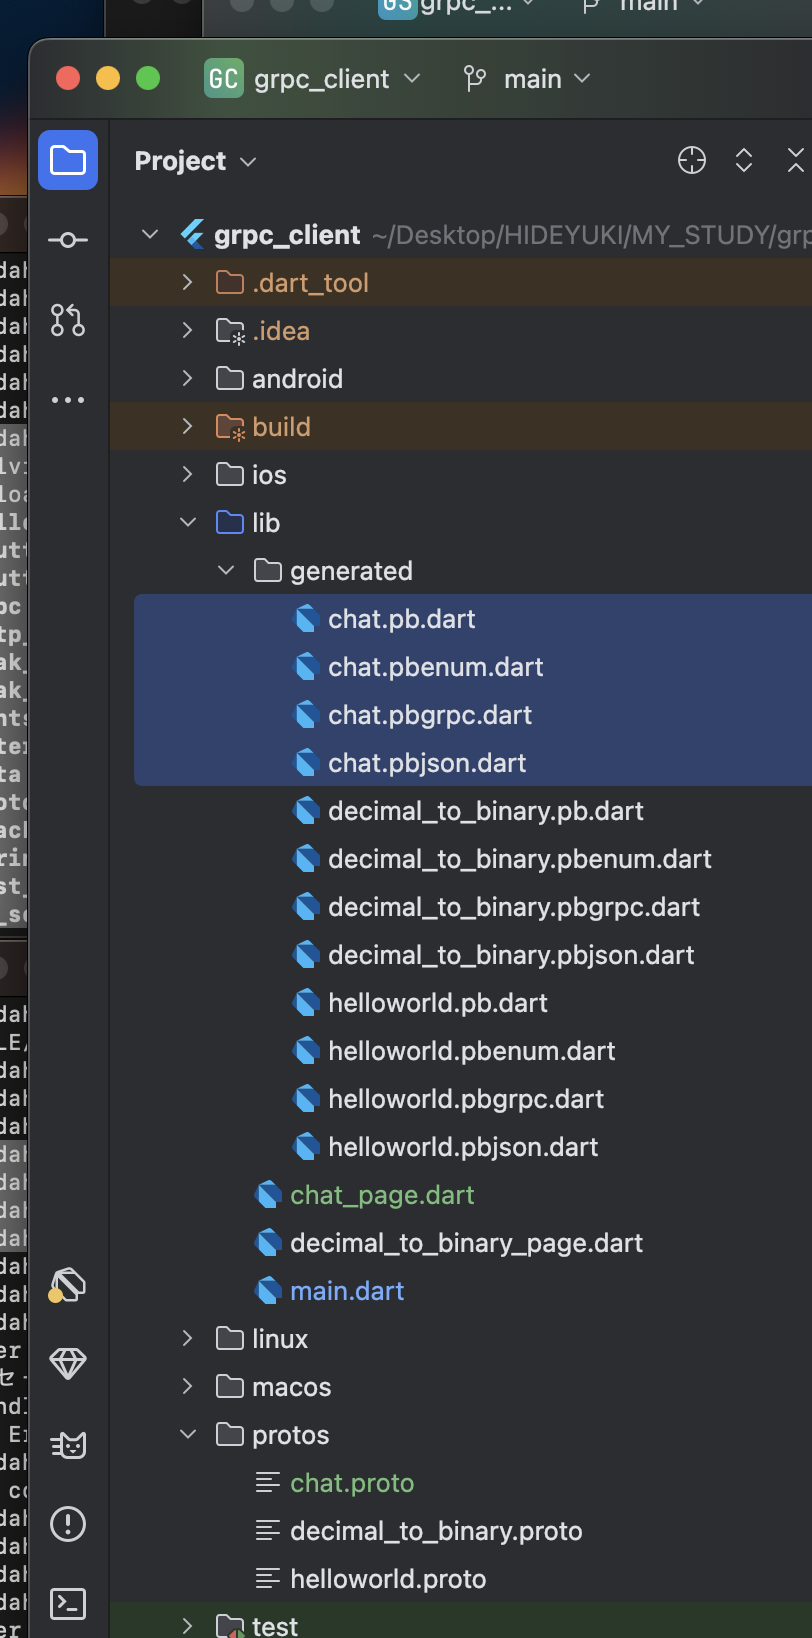 grpc_...
main
GC grpc_client
main
Project
grpc_client ~/Desktop/HIDEYUKI/MY_STUDY/grp
.dart_tool
.idea
android
build
ios
lib
generated
chat.pb.dart
chat.pbenum.dart
chat.pbgrpc.dart
chat.pbjson.dart
decimal_to_binary.pb.dart
decimal_to_binary.pbenum.dart
decimal_to_binary.pbgrpc.dart
decimal_to_binary.pbjson.dart
helloworld.pb.dart
helloworld.pbenum.dart
helloworld.pbgrpc.dart
helloworld.pbjson.dart
chat_page.dart
decimal_to_binary_page.dart
main.dart
linux
macos
protos
chat.proto
decimal_to_binary.proto
helloworld.proto
test